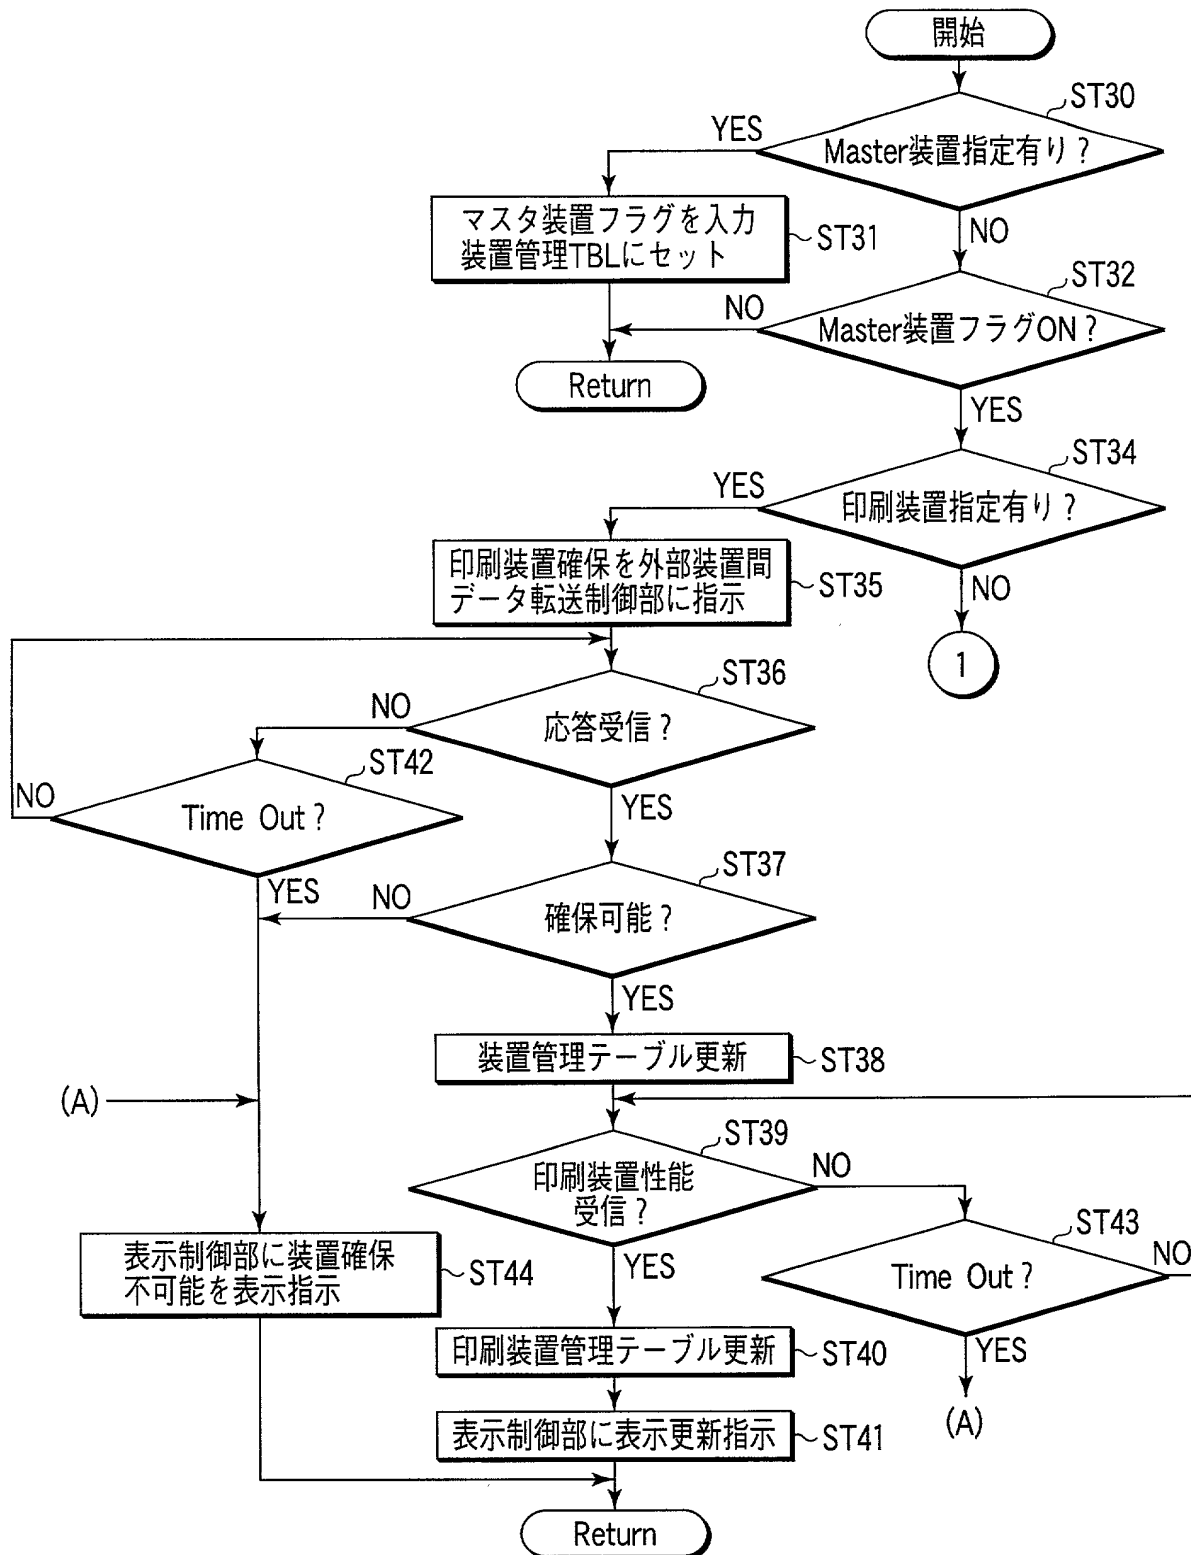 開始
ST30
YES
Master装置指定有り？
マスタ装置フラグを入力
装置管理TBLにセット
ST31
NO
ST32
NO
Master装置フラグON？
Return
YES
ST34
YES
印刷装置指定有り？
印刷装置確保を外部装置間
データ転送制御部に指示
ST35
NO
1
ST36
NO
応答受信？
ST42
NO
Time Out？
YES
ST37
YES
NO
確保可能？
YES
装置管理テーブル更新
ST38
(A)
ST39
NO
印刷装置性能
受信？
ST43
NO
表示制御部に装置確保
不可能を表示指示
ST44
YES
Time Out？
印刷装置管理テーブル更新
ST40
YES
(A)
表示制御部に表示更新指示
ST41
Return